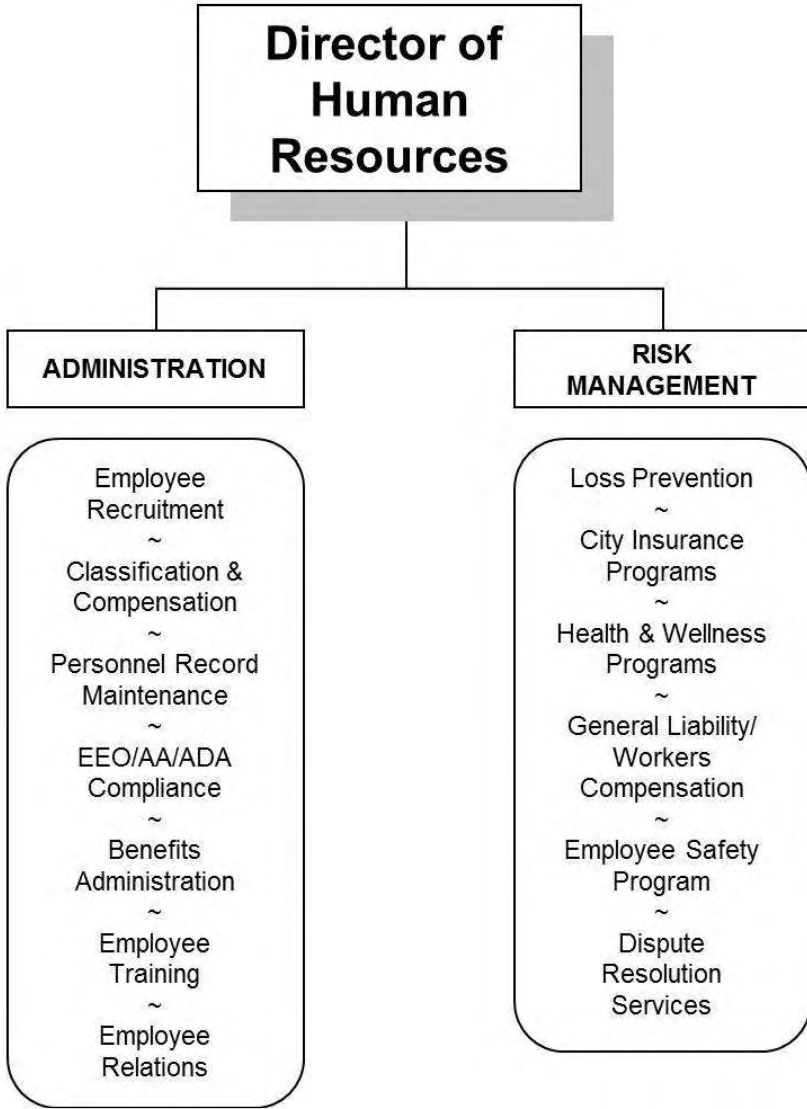 Director of
Human
Resources
ADMINISTRATION
Employee
Recruitment
~
Classification &
Compensation
~
Personnel Record
Maintenance
~
EEO/AA/ADA
Compliance
~
Benefits
Administration
~
Employee
Training
~
Employee
Relations
RISK
MANAGEMENT
Loss Prevention
~
City Insurance
Programs
~
Health & Wellness
Programs
~
General Liability/
Workers
Compensation
~
Employee Safety
Program
~
Dispute
Resolution
Services